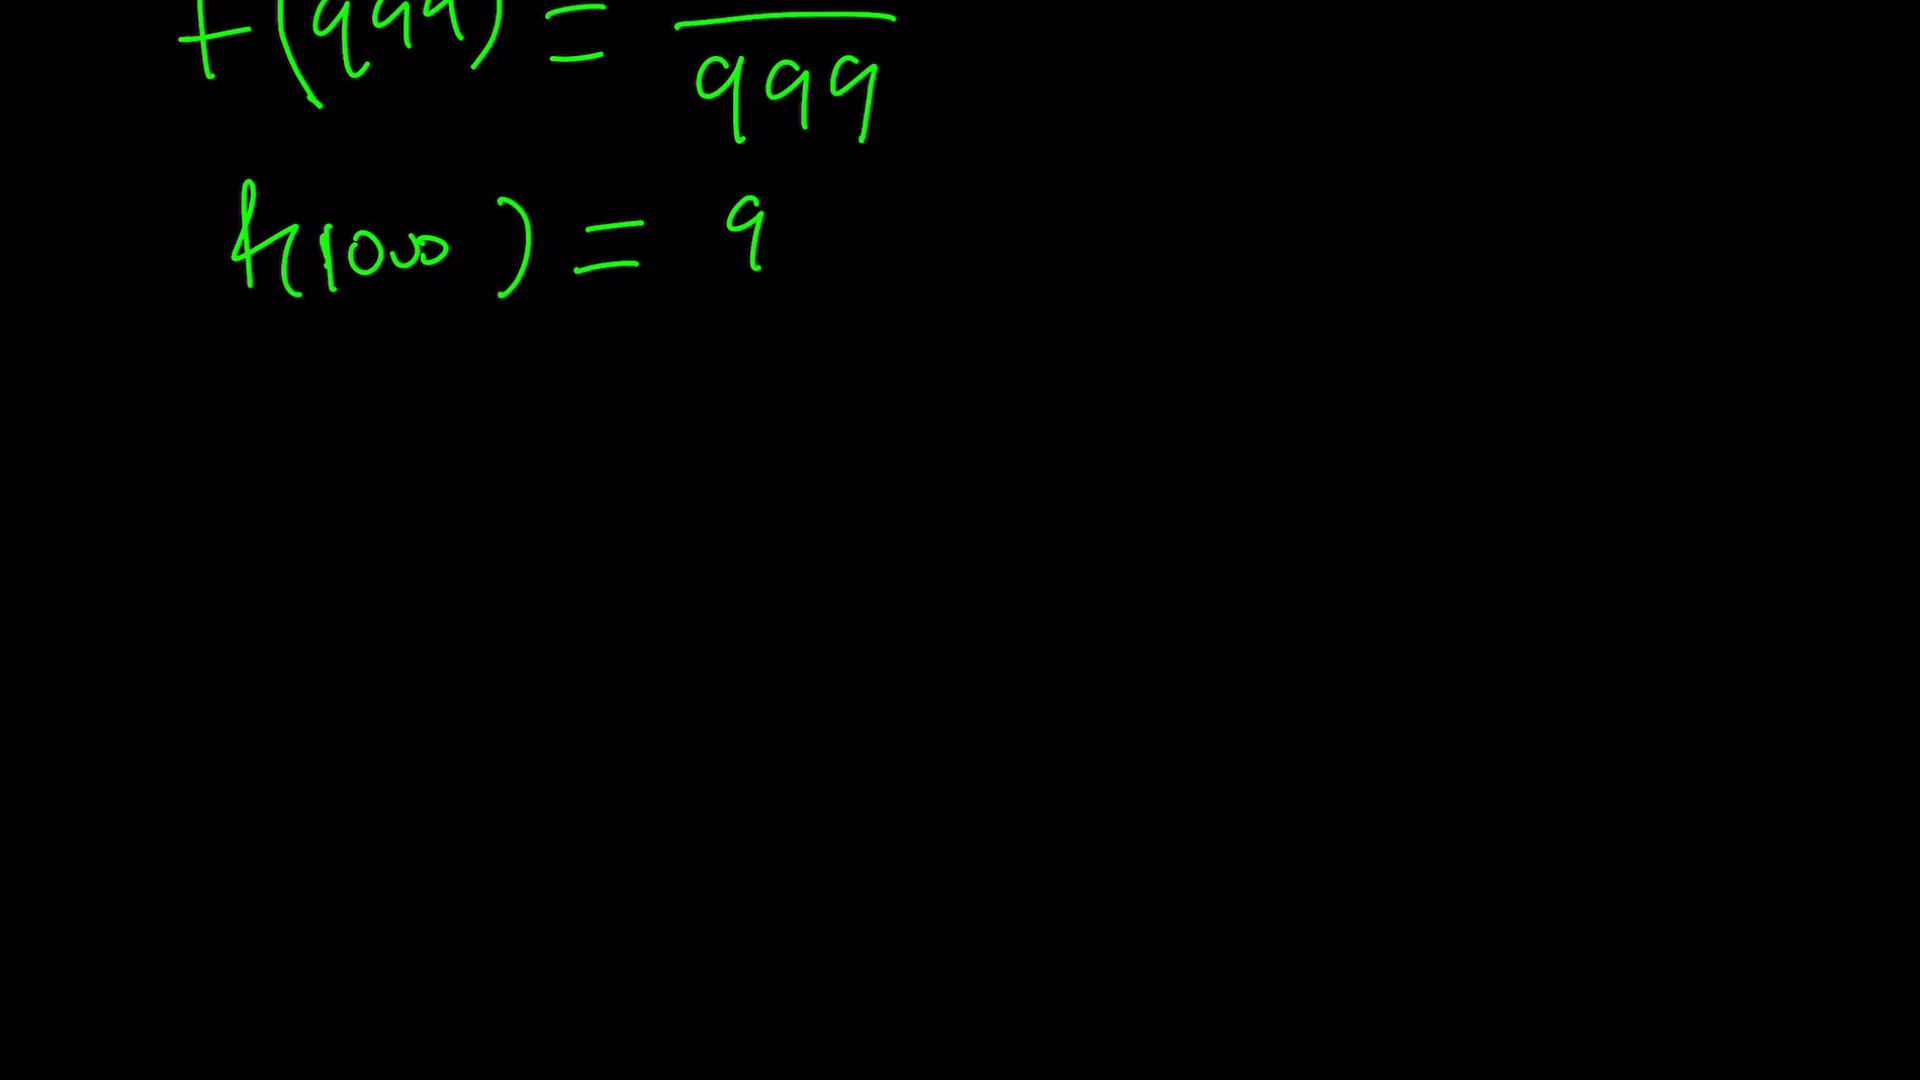 f(999) = ―
999
f(1000) = 9